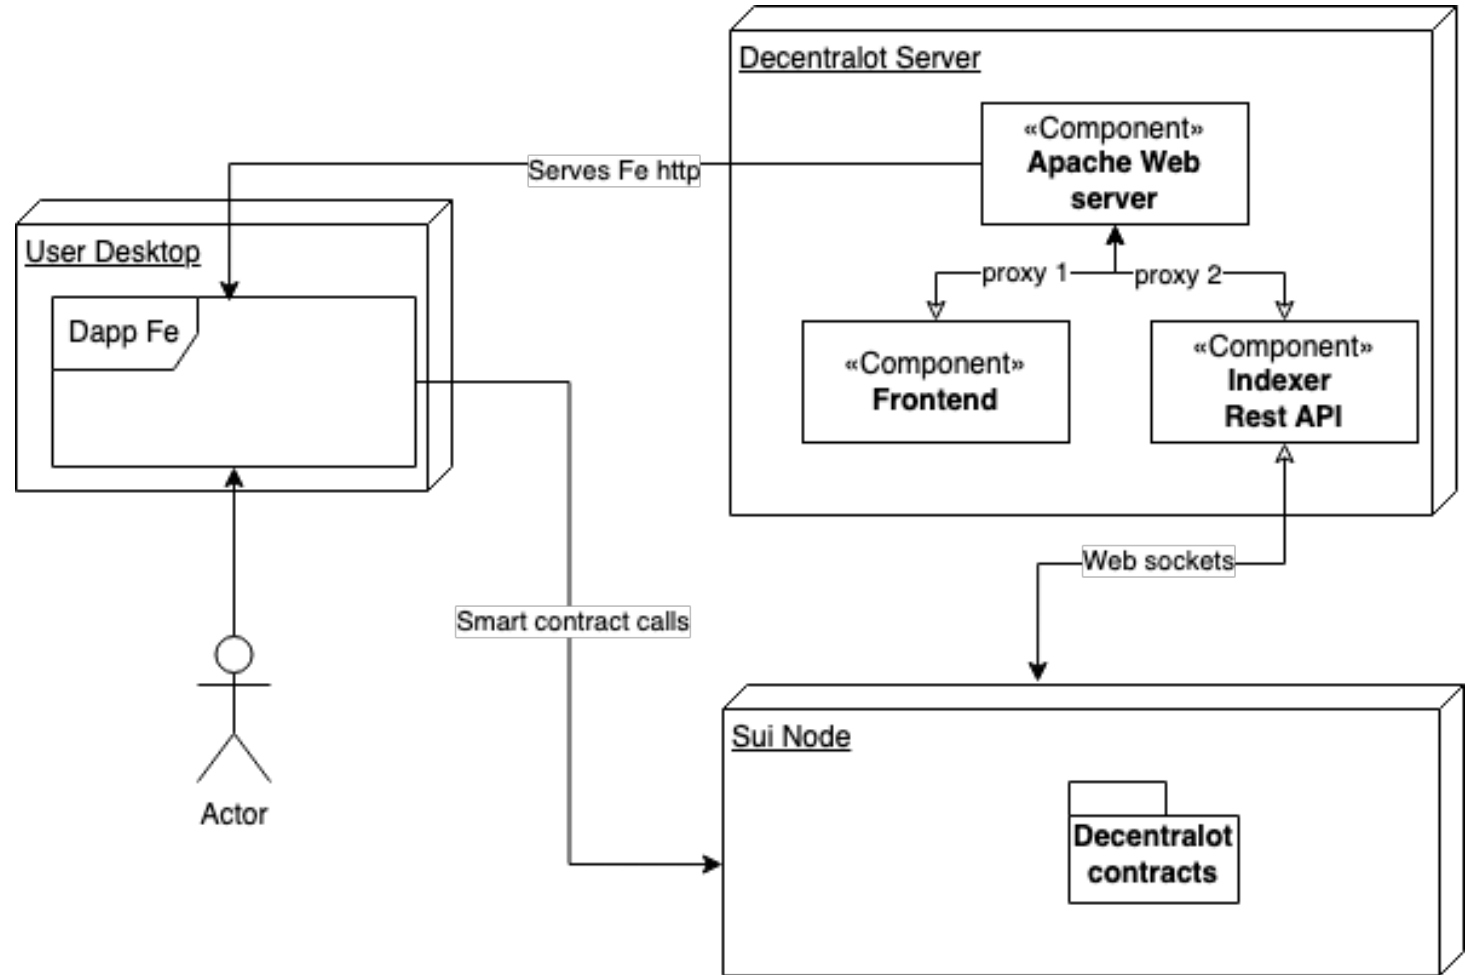 Decentralot Server
«Component»
Apache Web
server
Serves Fe http
User Desktop
Dapp Fe
proxy 1
proxy 2
«Component»
Frontend
«Component»
Indexer
Rest API
Web sockets
Smart contract calls
Actor
Sui Node
Decentralot
contracts